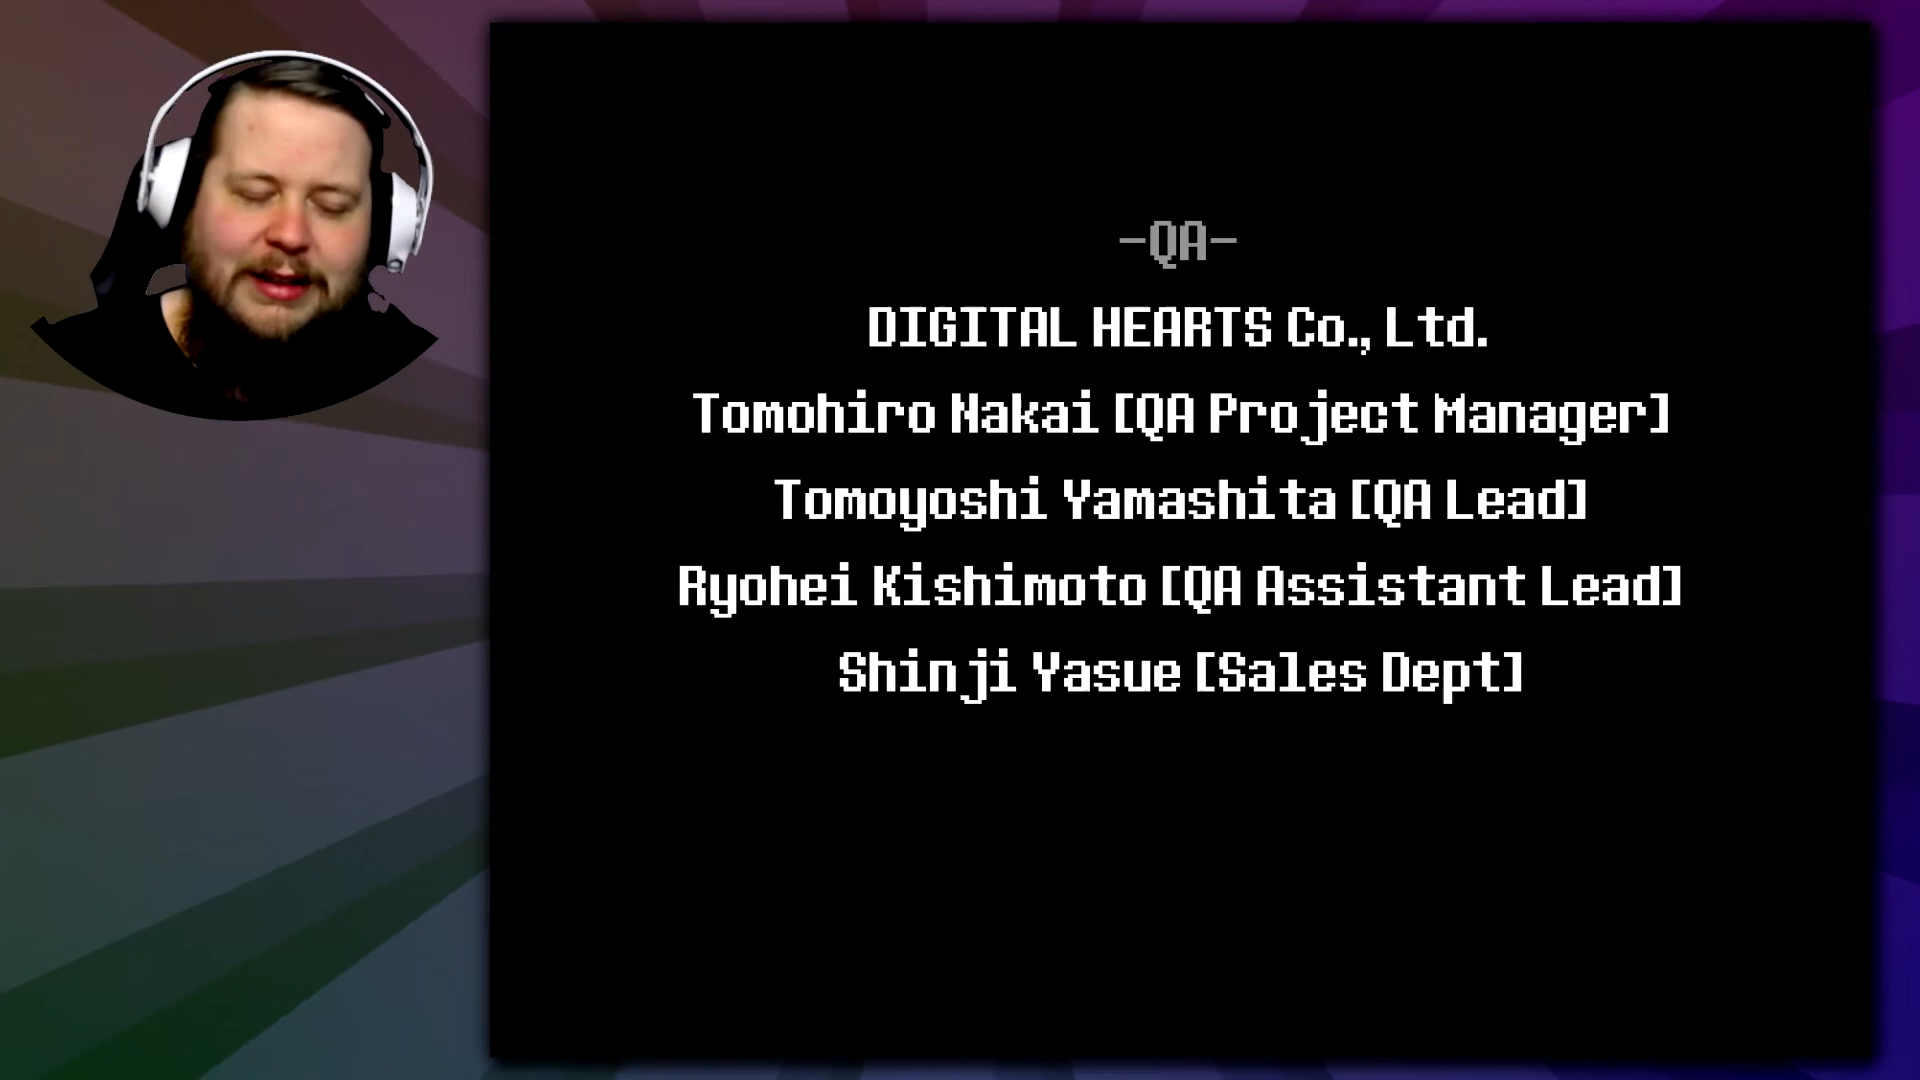 -QA-
DIGITAL HEARTS Co., Ltd.
Tomohiro Nakai [QA Project Manager]
Tomoyoshi Yamashita [QA Lead]
Ryohei Kishimoto [QA Assistant Lead]
Shinji Yasue [Sales Dept]